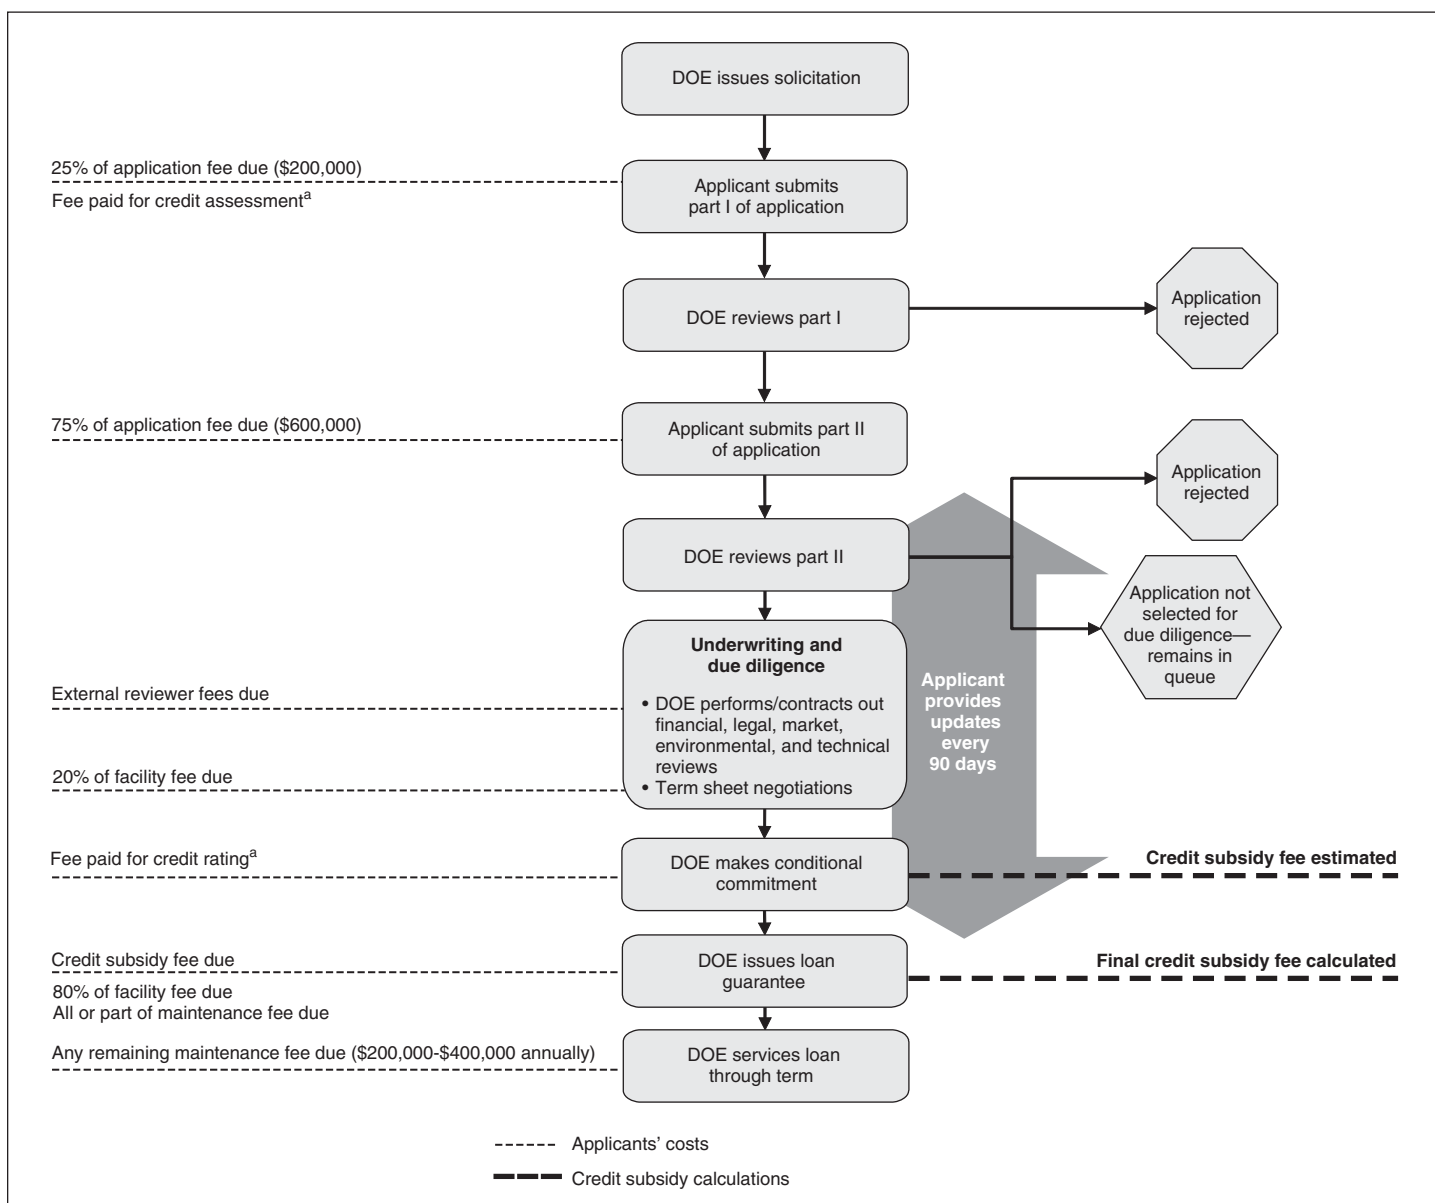 DOE issues solicitation
25% of application fee due ($200,000)
Fee paid for credit assessmentᵃ
Applicant submits
part I of application
DOE reviews part I
Application
rejected
75% of application fee due ($600,000)
Applicant submits part II
of application
DOE reviews part II
Application
rejected
Application not
selected for
due diligence—
remains in
queue
Underwriting and
due diligence
• DOE performs/contracts out
financial, legal, market,
environmental, and technical
reviews
• Term sheet negotiations
External reviewer fees due
20% of facility fee due
Applicant
provides
updates
every
90 days
Fee paid for credit ratingᵃ
DOE makes conditional
commitment
Credit subsidy fee estimated
Credit subsidy fee due
80% of facility fee due
All or part of maintenance fee due
DOE issues loan
guarantee
Final credit subsidy fee calculated
Any remaining maintenance fee due ($200,000-$400,000 annually)
DOE services loan
through term
Applicants’ costs
Credit subsidy calculations